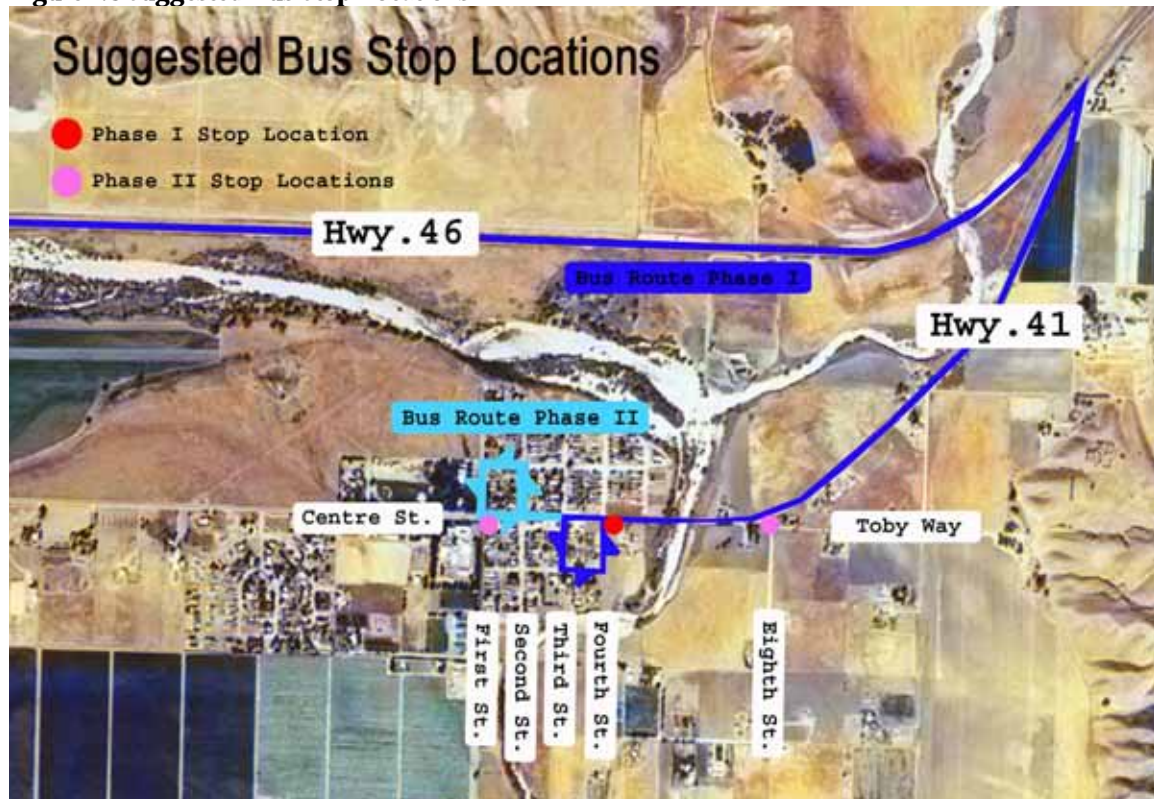 Suggested Bus Stop Locations
Phase I Stop Location
Phase II Stop Locations
Hwy.46
Bus Route Phase I
Hwy.41
Bus Route Phase II
Centre St.
Toby Way
First St.
Second St.
Third St.
Fourth St.
Eighth St.